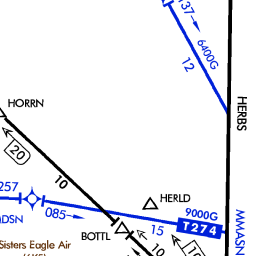 137
6400G
12
HORRN
HERBS
20
10
257
085
HERLD
9000G
T274
15
10
BOTTL
MMASN
Sisters Eagle Air